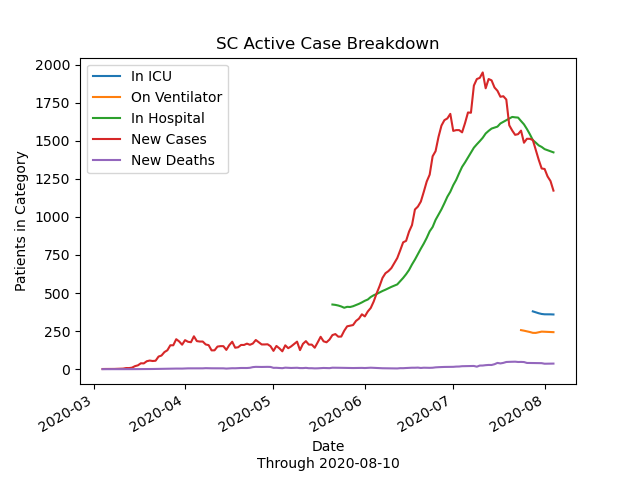 SC Active Case Breakdown
In ICU
On Ventilator
In Hospital
New Cases
New Deaths
2000
1750
1500
1250
1000
750
500
250
0
Patients in Category
2020-03
2020-04
2020-05
2020-06
2020-07
2020-08
Date
Through 2020-08-10